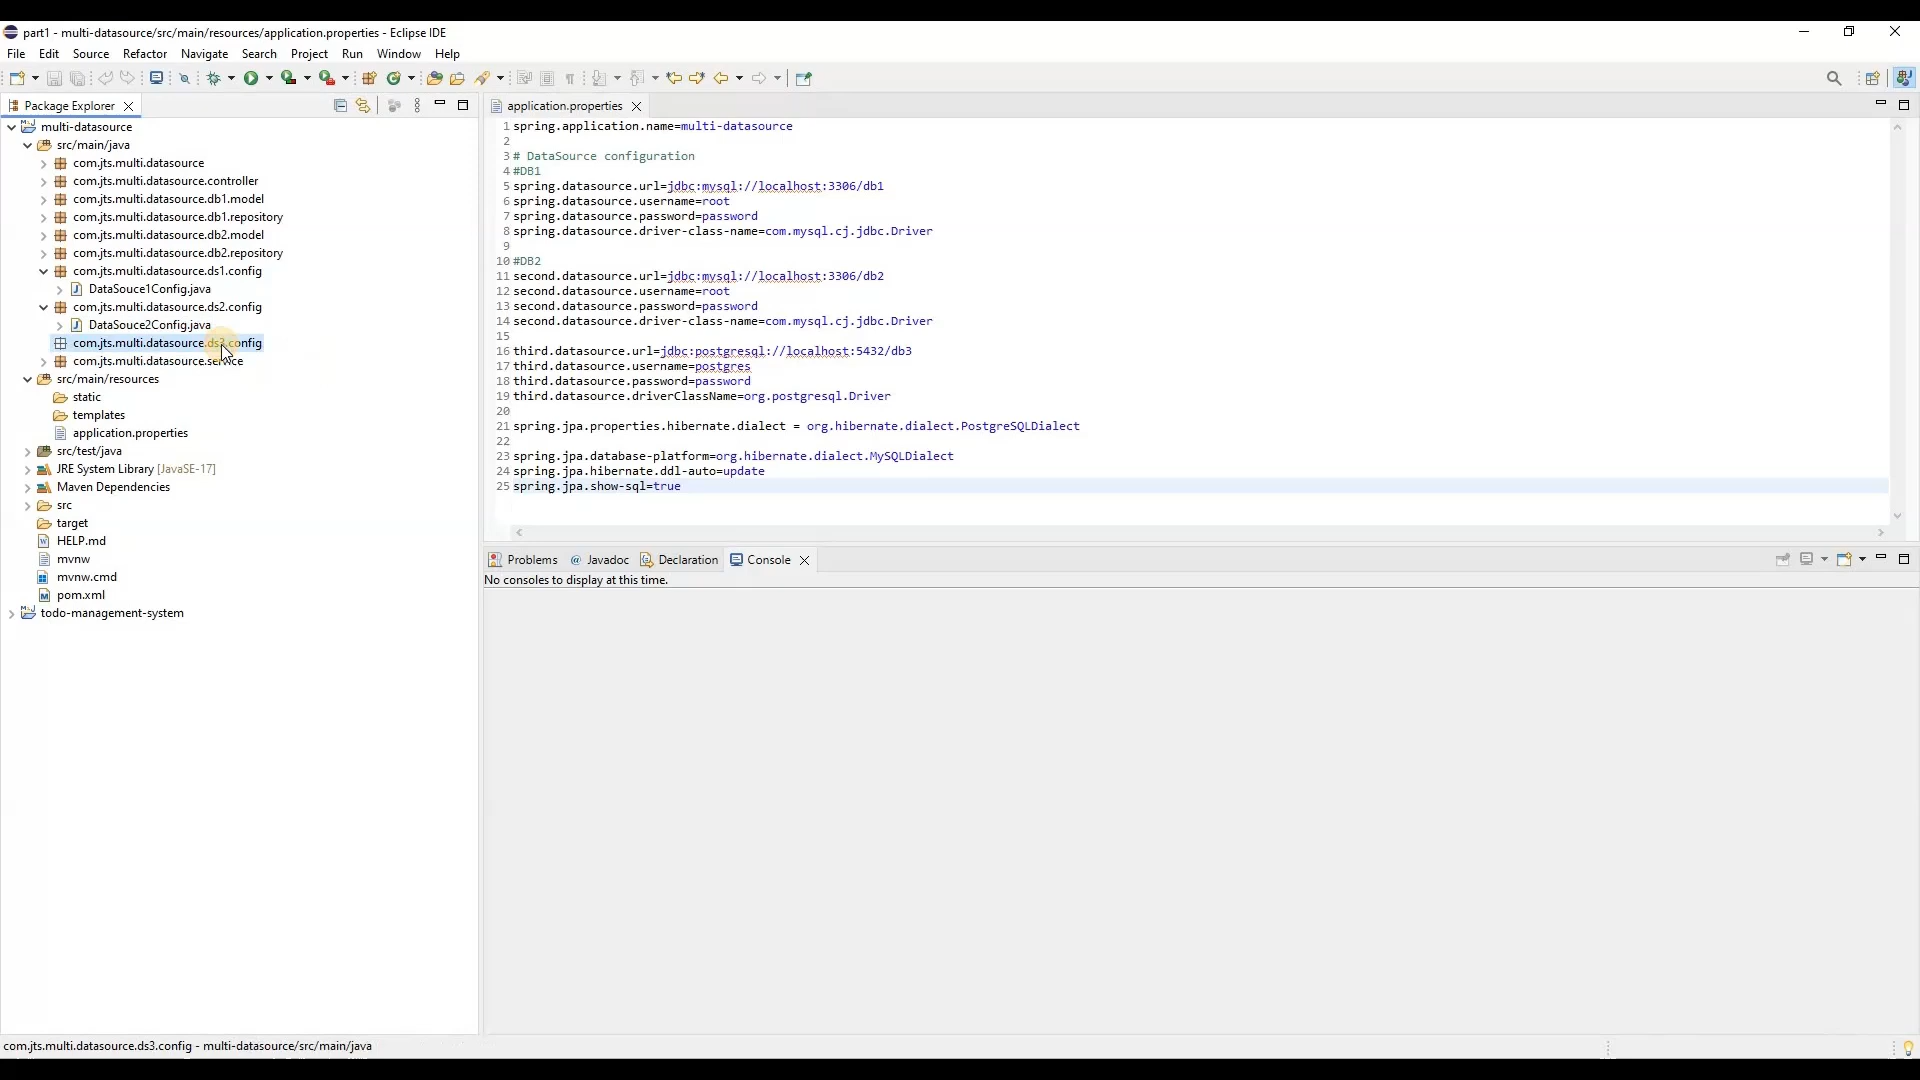 part1 - multi-datasource/src/main/resources/application.properties - Eclipse IDE
File Edit Source Refactor Navigate Search Project Run Window Help
Package Explorer
multi-datasource
src/main/java
com.jts.multi.datasource
com.jts.multi.datasource.controller
com.jts.multi.datasource.db1.model
com.jts.multi.datasource.db1.repository
com.jts.multi.datasource.db2.model
com.jts.multi.datasource.db2.repository
com.jts.multi.datasource.ds1.config
DataSouce1Config.java
com.jts.multi.datasource.ds2.config
DataSouce2Config.java
com.jts.multi.datasource.ds3.config
com.jts.multi.datasource.service
src/main/resources
static
templates
application.properties
src/test/java
JRE System Library [JavaSE-17]
Maven Dependencies
src
target
HELP.md
mvnw
mvnw.cmd
pom.xml
todo-management-system
application.properties
1 spring.application.name=multi-datasource
2
3 # DataSource configuration
4 #DB1
5 spring.datasource.url=jdbc:mysql://localhost:3306/db1
6 spring.datasource.username=root
7 spring.datasource.password=password
8 spring.datasource.driver-class-name=com.mysql.cj.jdbc.Driver
9
10 #DB2
11 second.datasource.url=jdbc:mysql://localhost:3306/db2
12 second.datasource.username=root
13 second.datasource.password=password
14 second.datasource.driver-class-name=com.mysql.cj.jdbc.Driver
15
16 third.datasource.url=jdbc:postgresql://localhost:5432/db3
17 third.datasource.username=postgres
18 third.datasource.password=password
19 third.datasource.driverClassName=org.postgresql.Driver
20
21 spring.jpa.properties.hibernate.dialect = org.hibernate.dialect.PostgreSQLDialect
22
23 spring.jpa.database-platform=org.hibernate.dialect.MySQLDialect
24 spring.jpa.hibernate.ddl-auto=update
25 spring.jpa.show-sql=true
Problems Javadoc Declaration Console
No consoles to display at this time.
com.jts.multi.datasource.ds3.config - multi-datasource/src/main/java